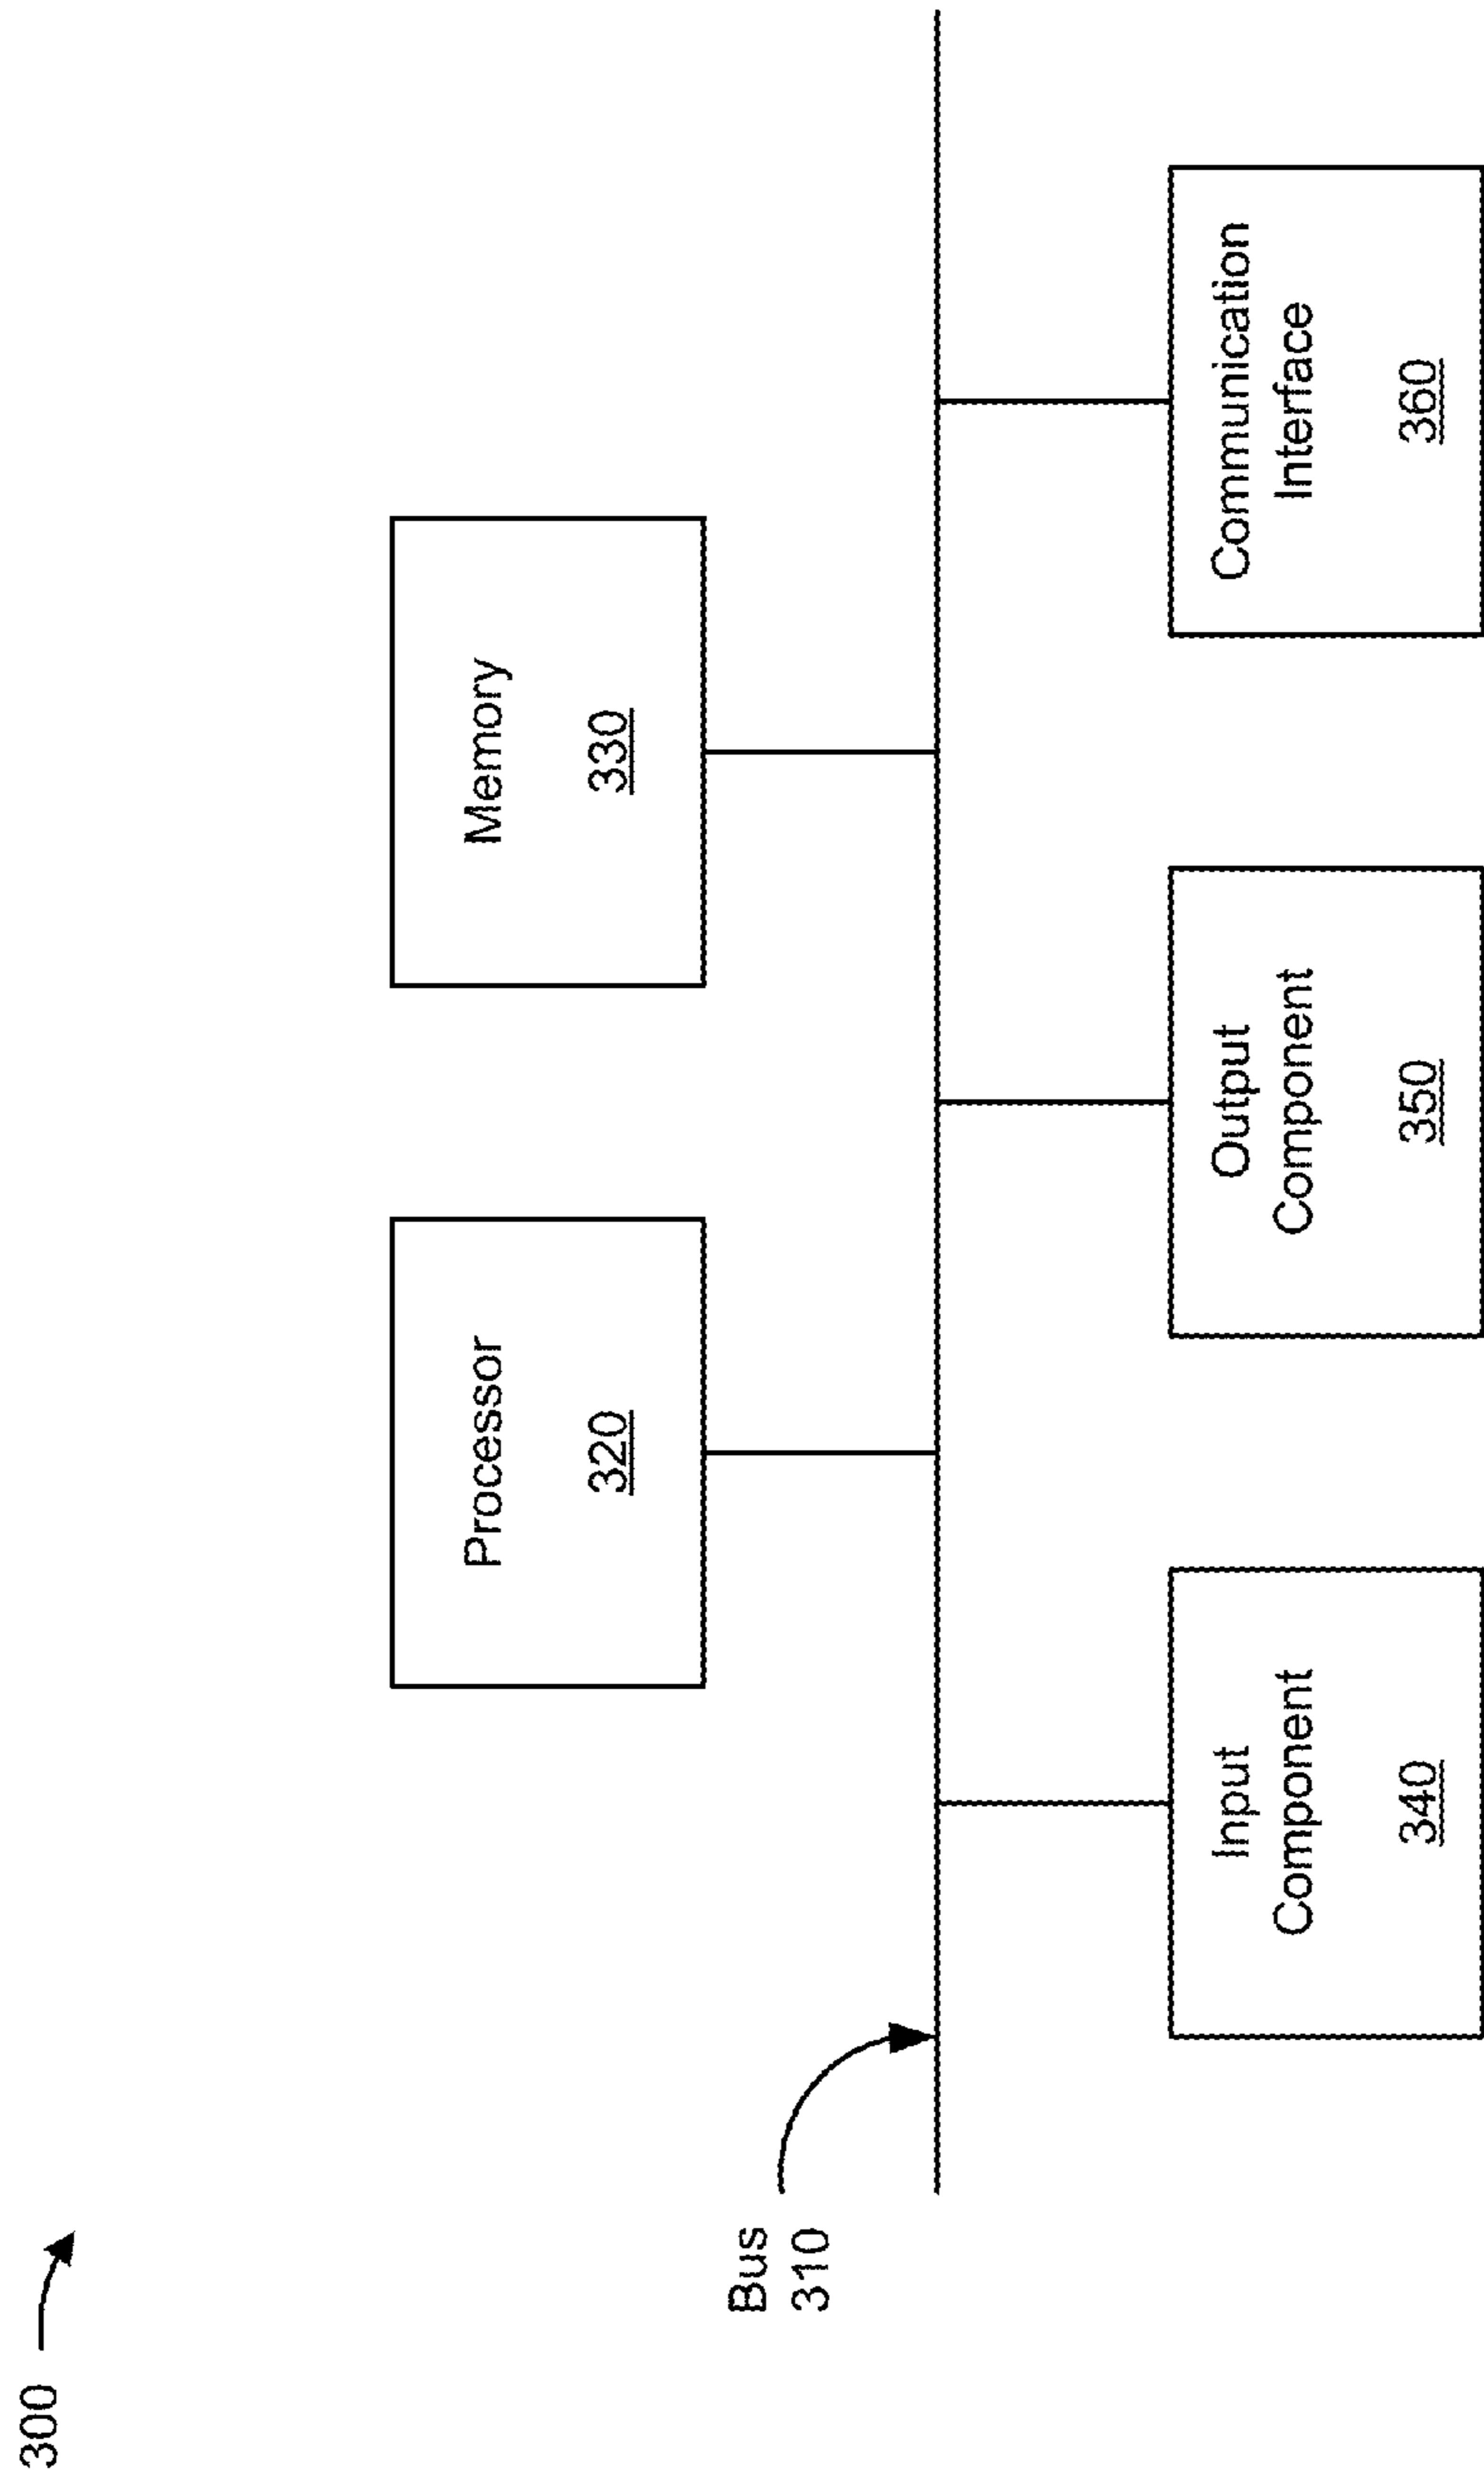 300
Processor
320
Memory
330
Bus
310
Input
Component
340
Output
Component
350
Communication
Interface
360